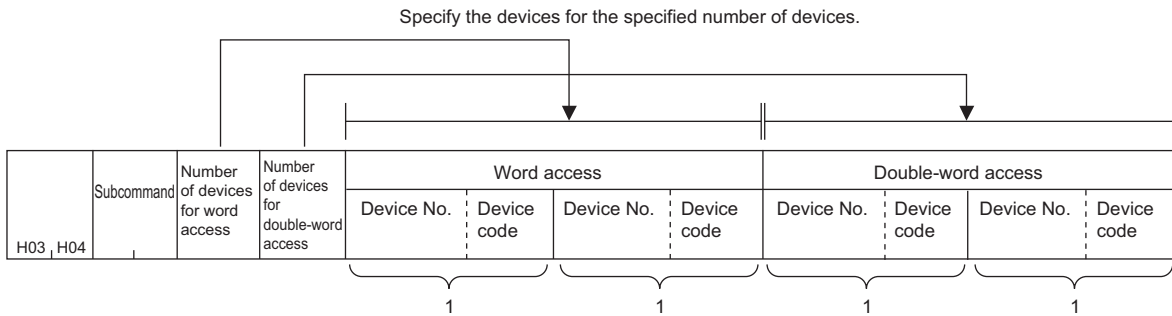 Specify the devices for the specified number of devices.
H03 H04
Subcommand
Number
of devices
for word
access
Number
of devices
for
double-word
access
Word access
Device No.
Device
code
Device No.
Device
code
Double-word access
Device No.
Device
code
Device No.
Device
code
1
1
1
1